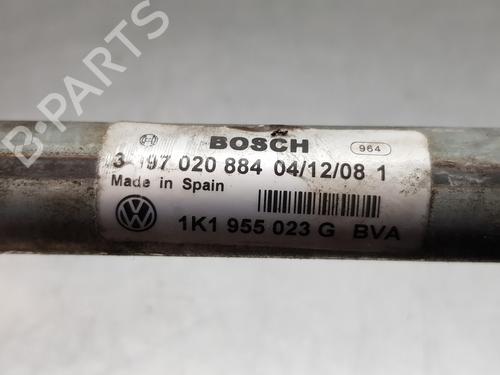 B-PARTS
BOSCH
964
3 397 020 884 04/12/08 1
Made in Spain
1K1 955 023 G BVA